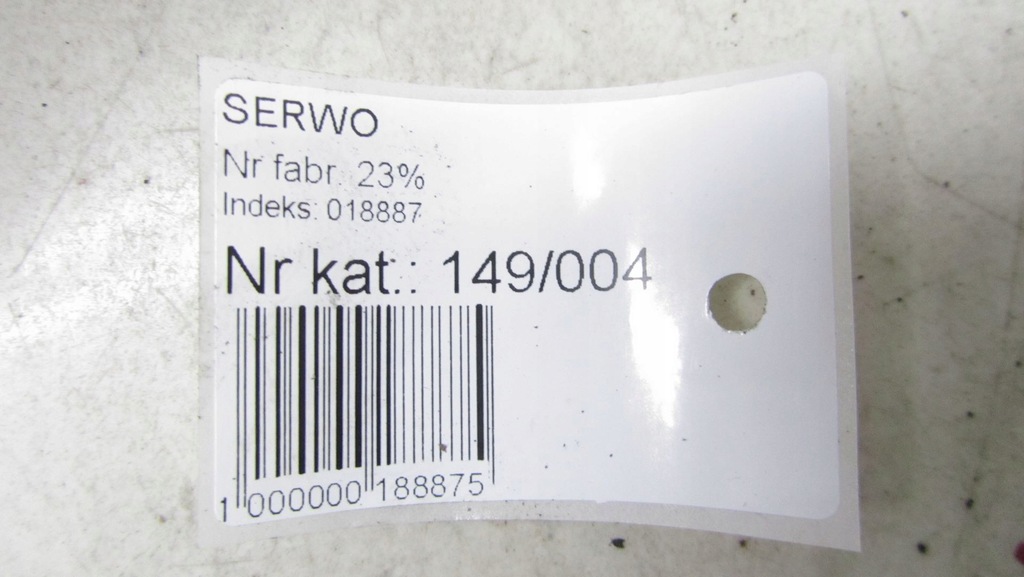 SERWO
Nr fabr. 23%
Indeks: 018887
Nr kat.: 149/004
1 000000 188875